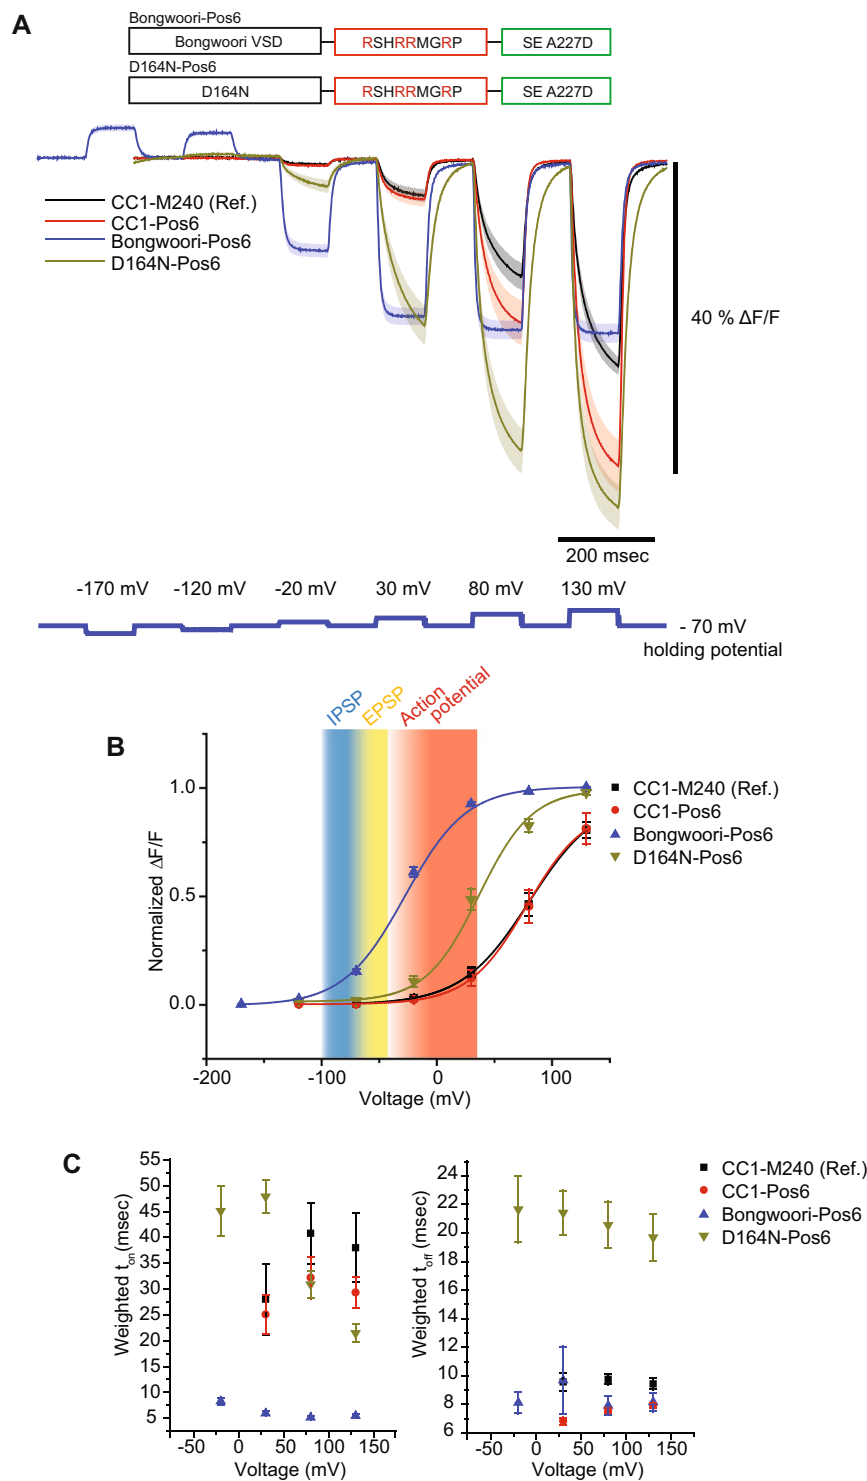 A
Bongwoori-Pos6
Bongwoori VSD
RSHRRMGRP
SE A227D
D164N-Pos6
D164N
RSHRRMGRP
SE A227D
CC1-M240 (Ref.)
CC1-Pos6
Bongwoori-Pos6
D164N-Pos6
40 % ΔF/F
200 msec
-170 mV -120 mV -20 mV 30 mV 80 mV 130 mV
- 70 mV
holding potential
B
IPSP
EPSP
Action
potential
CC1-M240 (Ref.)
CC1-Pos6
Bongwoori-Pos6
D164N-Pos6
Normalized ΔF/F
1.0
0.5
0.0
-200 -100 0 100
Voltage (mV)
C
Weighted t on (msec)
55
50
45
40
35
30
25
20
15
10
5
-50 0 50 100 150
Voltage (mV)
Weighted t off (msec)
24
22
20
18
16
14
12
10
8
6
-50 0 50 100 150
Voltage (mV)
CC1-M240 (Ref.)
CC1-Pos6
Bongwoori-Pos6
D164N-Pos6